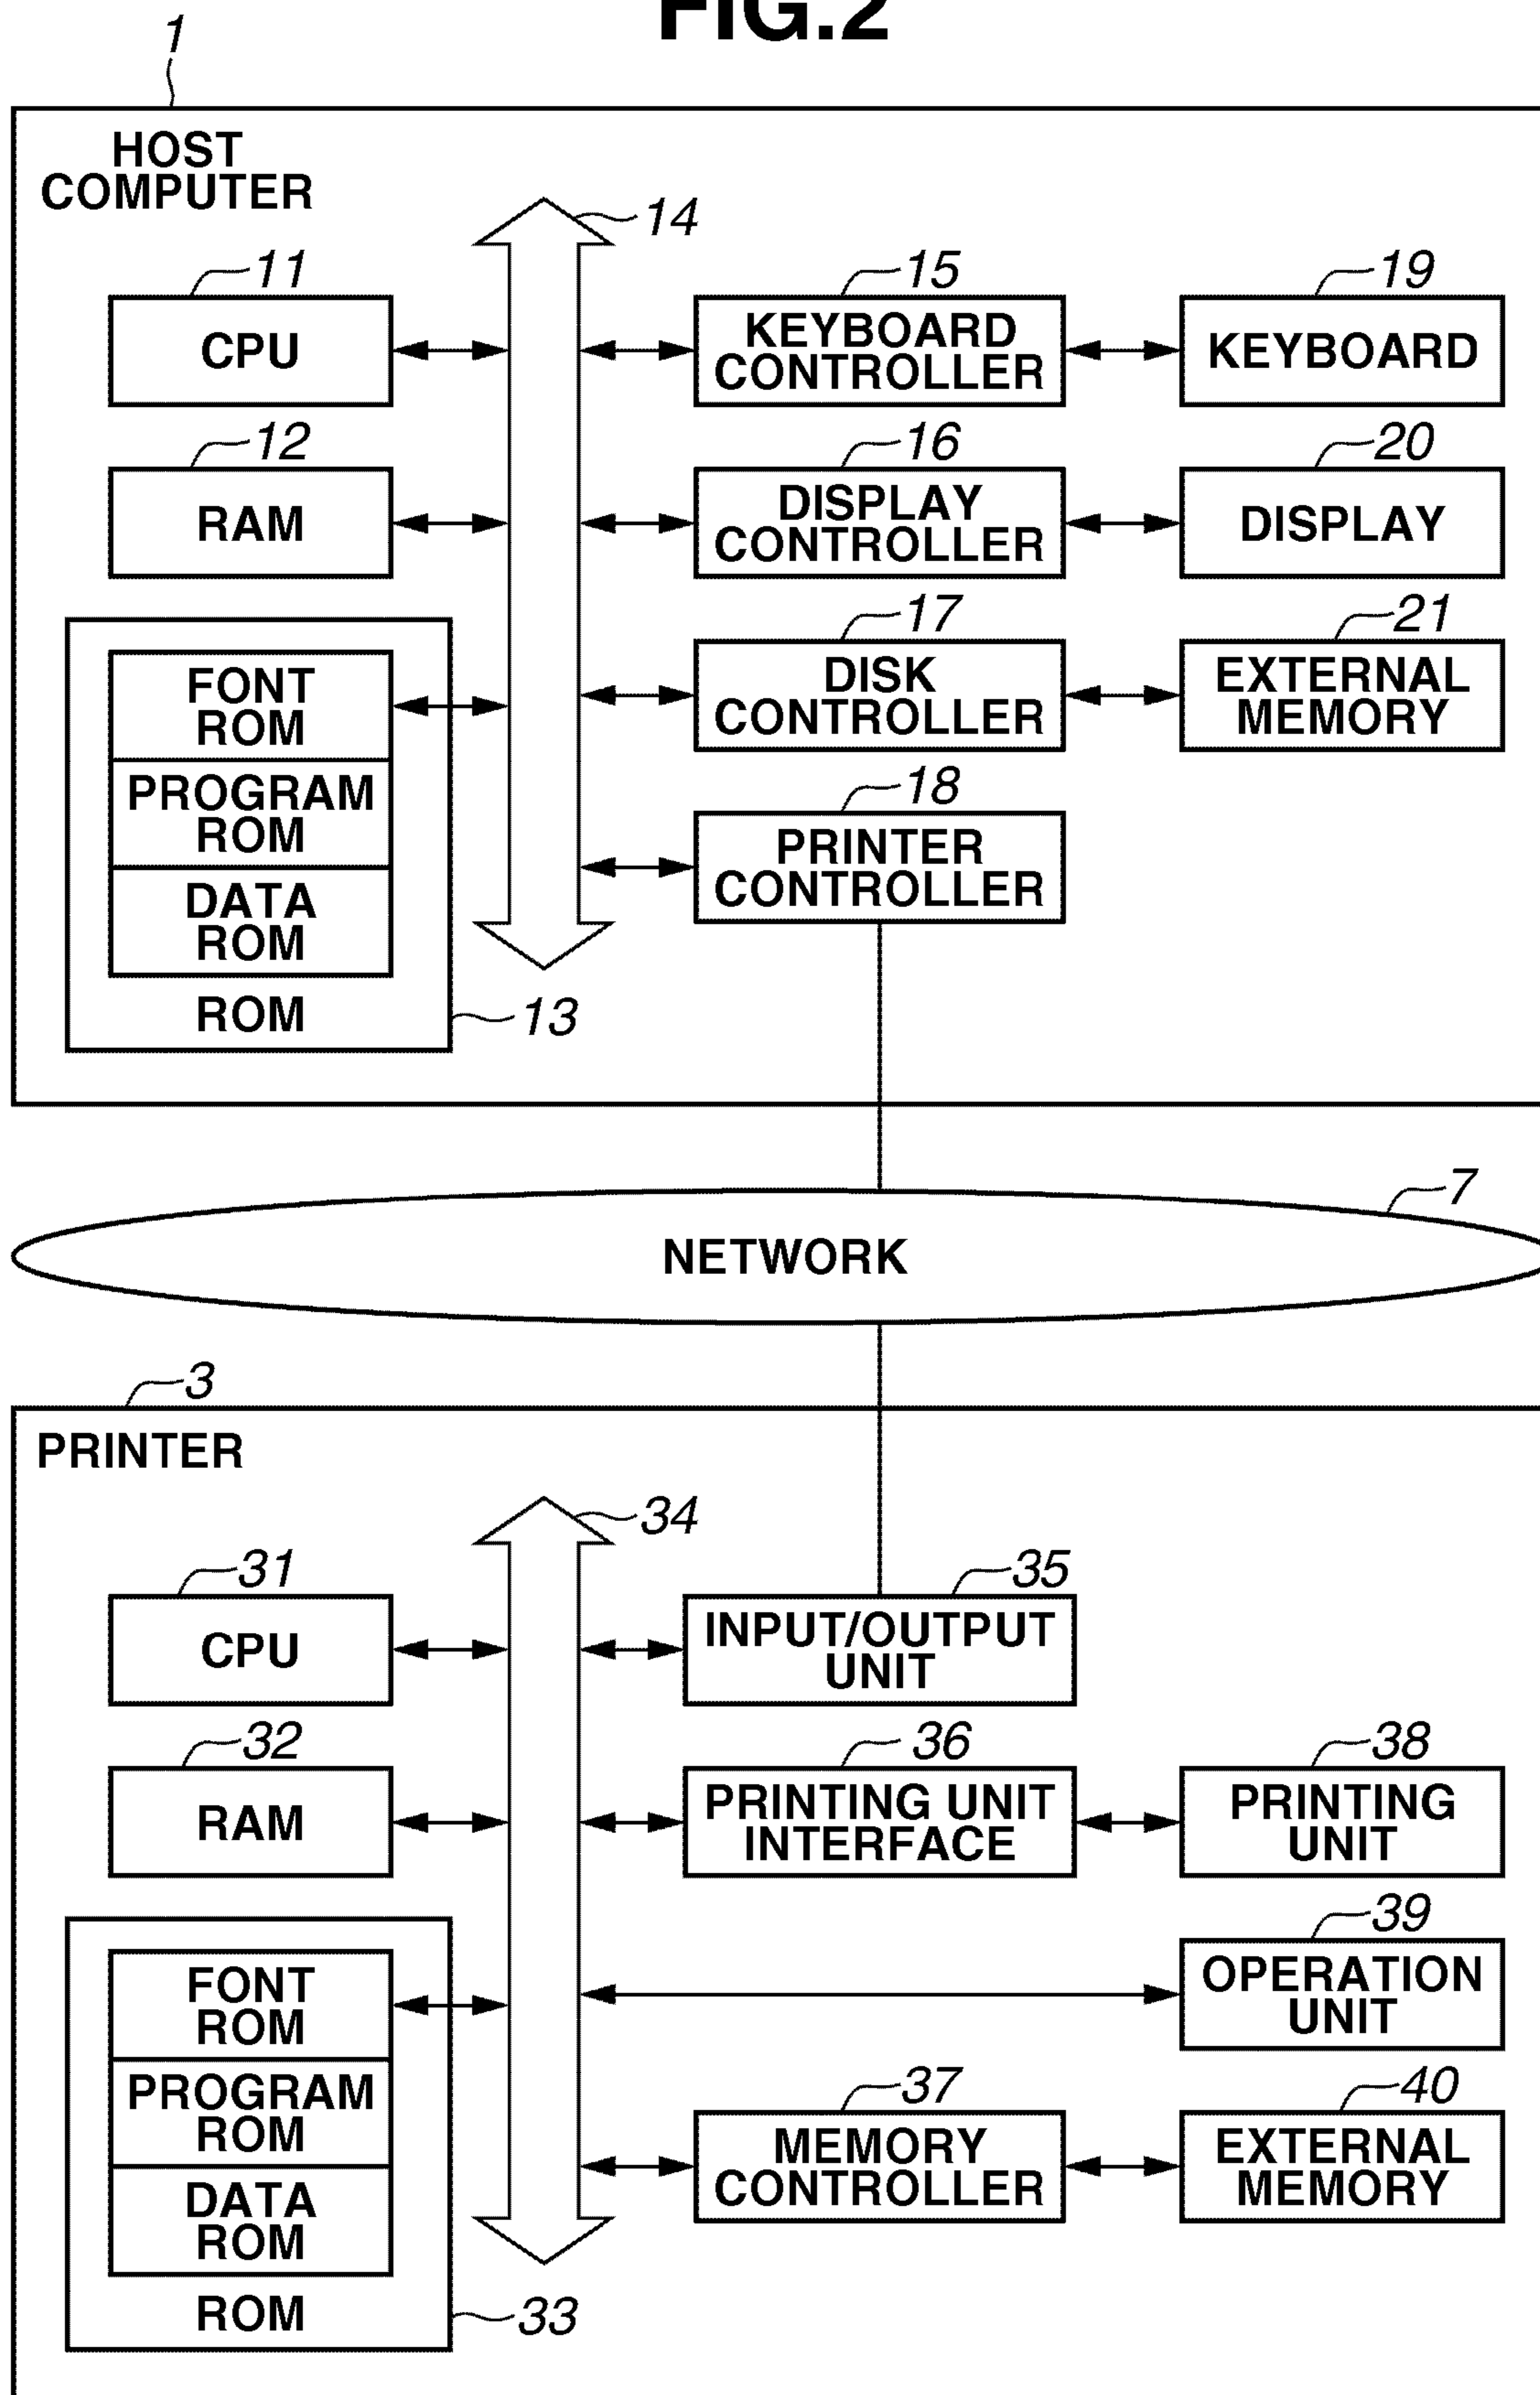 FIG.2
1
HOST
COMPUTER
14
11
CPU
15
KEYBOARD
CONTROLLER
19
KEYBOARD
12
RAM
16
DISPLAY
CONTROLLER
20
DISPLAY
FONT
ROM
PROGRAM
ROM
DATA
ROM
ROM
13
17
DISK
CONTROLLER
21
EXTERNAL
MEMORY
18
PRINTER
CONTROLLER
7
NETWORK
3
PRINTER
34
31
CPU
35
INPUT/OUTPUT
UNIT
32
RAM
36
PRINTING UNIT
INTERFACE
38
PRINTING
UNIT
39
OPERATION
UNIT
FONT
ROM
PROGRAM
ROM
DATA
ROM
ROM
33
37
MEMORY
CONTROLLER
40
EXTERNAL
MEMORY